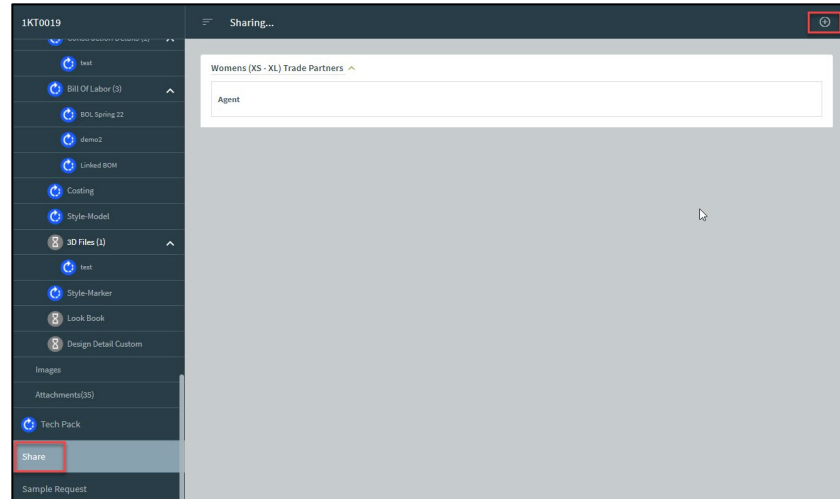 1KT0019
Sharing...
test
Bill Of Labor (3)
BOL Spring 22
demo2
Linked BOM
Costing
Style-Model
3D Files (1)
test
Style-Marker
Look Book
Design Detail Custom
Images
Attachments(35)
Tech Pack
Share
Sample Request
Womens (XS - XL) Trade Partners
Agent